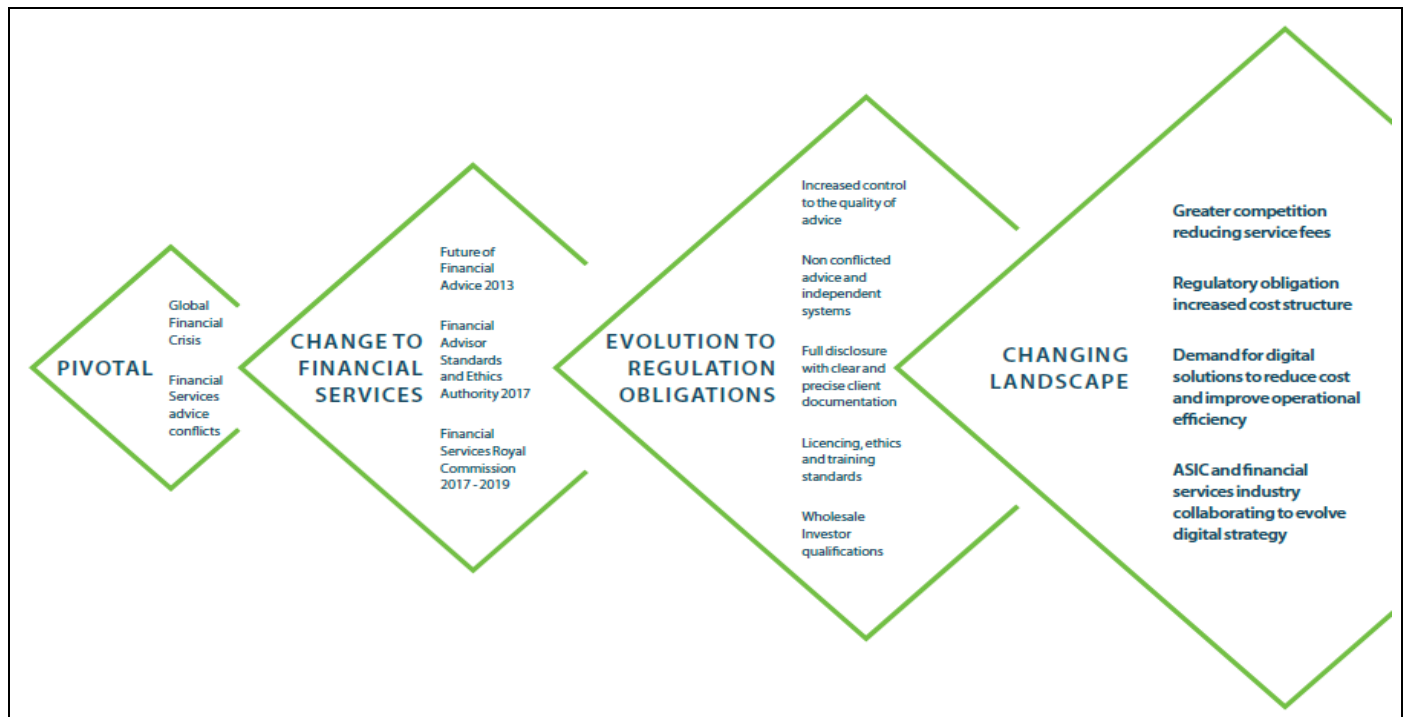 PIVOTAL
Global
Financial
Crisis
Financial
Services
advice
conflicts
CHANGE TO
FINANCIAL
SERVICES
Future of
Financial
Advice 2013
Financial
Advisor
Standards
and Ethics
Authority 2017
Financial
Services Royal
Commission
2017 - 2019
EVOLUTION TO
REGULATION
OBLIGATIONS
Increased control
to the quality of
advice
Non conflicted
advice and
independent
systems
Full disclosure
with clear and
precise client
documentation
Licencing, ethics
and training
standards
Wholesale
Investor
qualifications
CHANGING
LANDSCAPE
Greater competition
reducing service fees
Regulatory obligation
increased cost structure
Demand for digital
solutions to reduce cost
and improve operational
efficiency
ASIC and financial
services industry
collaborating to evolve
digital strategy